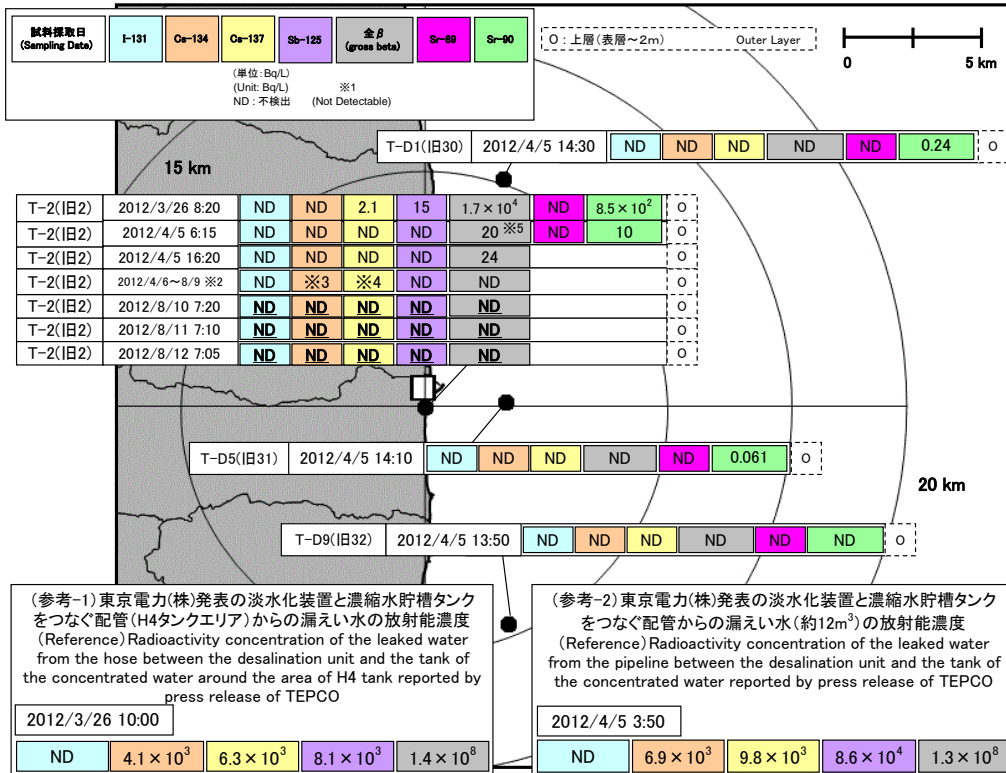 試料採取日
(Sampling Date)
I-131
Cs-134
Cs-137
Sb-125
全β
(gross beta)
Sr-89
Sr-90
(単位:Bq/L)
(Unit: Bq/L) ※1
ND : 不検出 (Not Detectable)
O : 上層(表層~2m) Outer Layer
0 5 km
T-D1(旧30) 2012/4/5 14:30 ND ND ND ND ND 0.24 O
15 km
T-2(旧2) 2012/3/26 8:20 ND ND 2.1 15 1.7×10⁴ ND 8.5×10² O
T-2(旧2) 2012/4/5 6:15 ND ND ND ND 20 ※5 ND 10 O
T-2(旧2) 2012/4/5 16:20 ND ND ND ND 24 O
T-2(旧2) 2012/4/6~8/9 ※2 ND ※3 ※4 ND ND O
T-2(旧2) 2012/8/10 7:20 ND ND ND ND ND O
T-2(旧2) 2012/8/11 7:10 ND ND ND ND ND O
T-2(旧2) 2012/8/12 7:05 ND ND ND ND ND O
T-D5(旧31) 2012/4/5 14:10 ND ND ND ND ND 0.061 O
20 km
T-D9(旧32) 2012/4/5 13:50 ND ND ND ND ND ND O
(参考-1)東京電力(株)発表の淡水化装置と濃縮水貯槽タンク
をつなぐ配管(H4タンクエリア)からの漏えい水の放射能濃度
(Reference) Radioactivity concentration of the leaked water
from the hose between the desalination unit and the tank of
the concentrated water around the area of H4 tank reported by
press release of TEPCO
2012/3/26 10:00
ND 4.1×10³ 6.3×10³ 8.1×10³ 1.4×10⁸
(参考-2)東京電力(株)発表の淡水化装置と濃縮水貯槽タンク
をつなぐ配管からの漏えい水(約12m³)の放射能濃度
(Reference) Radioactivity concentration of the leaked water
from the pipeline between the desalination unit and the tank of
the concentrated water reported by press release of TEPCO
2012/4/5 3:50
ND 6.9×10³ 9.8×10³ 8.6×10⁴ 1.3×10⁸